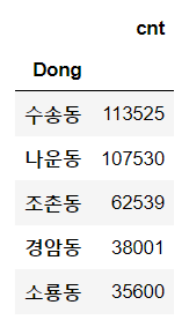 cnt
Dong
수송동 113525
나운동 107530
조촌동 62539
경암동 38001
소룡동 35600